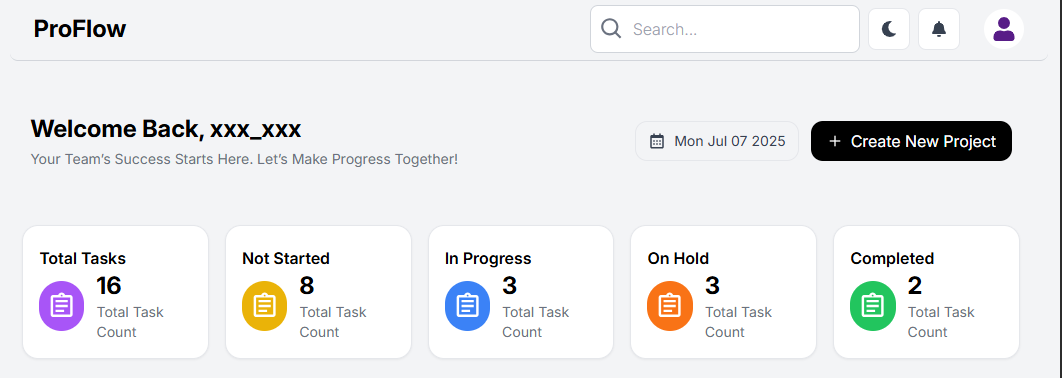 ProFlow
Search...
Welcome Back, xxx_xxx
Your Team's Success Starts Here. Let's Make Progress Together!
Mon Jul 07 2025
+ Create New Project
Total Tasks
16
Total Task
Count
Not Started
8
Total Task
Count
In Progress
3
Total Task
Count
On Hold
3
Total Task
Count
Completed
2
Total Task
Count